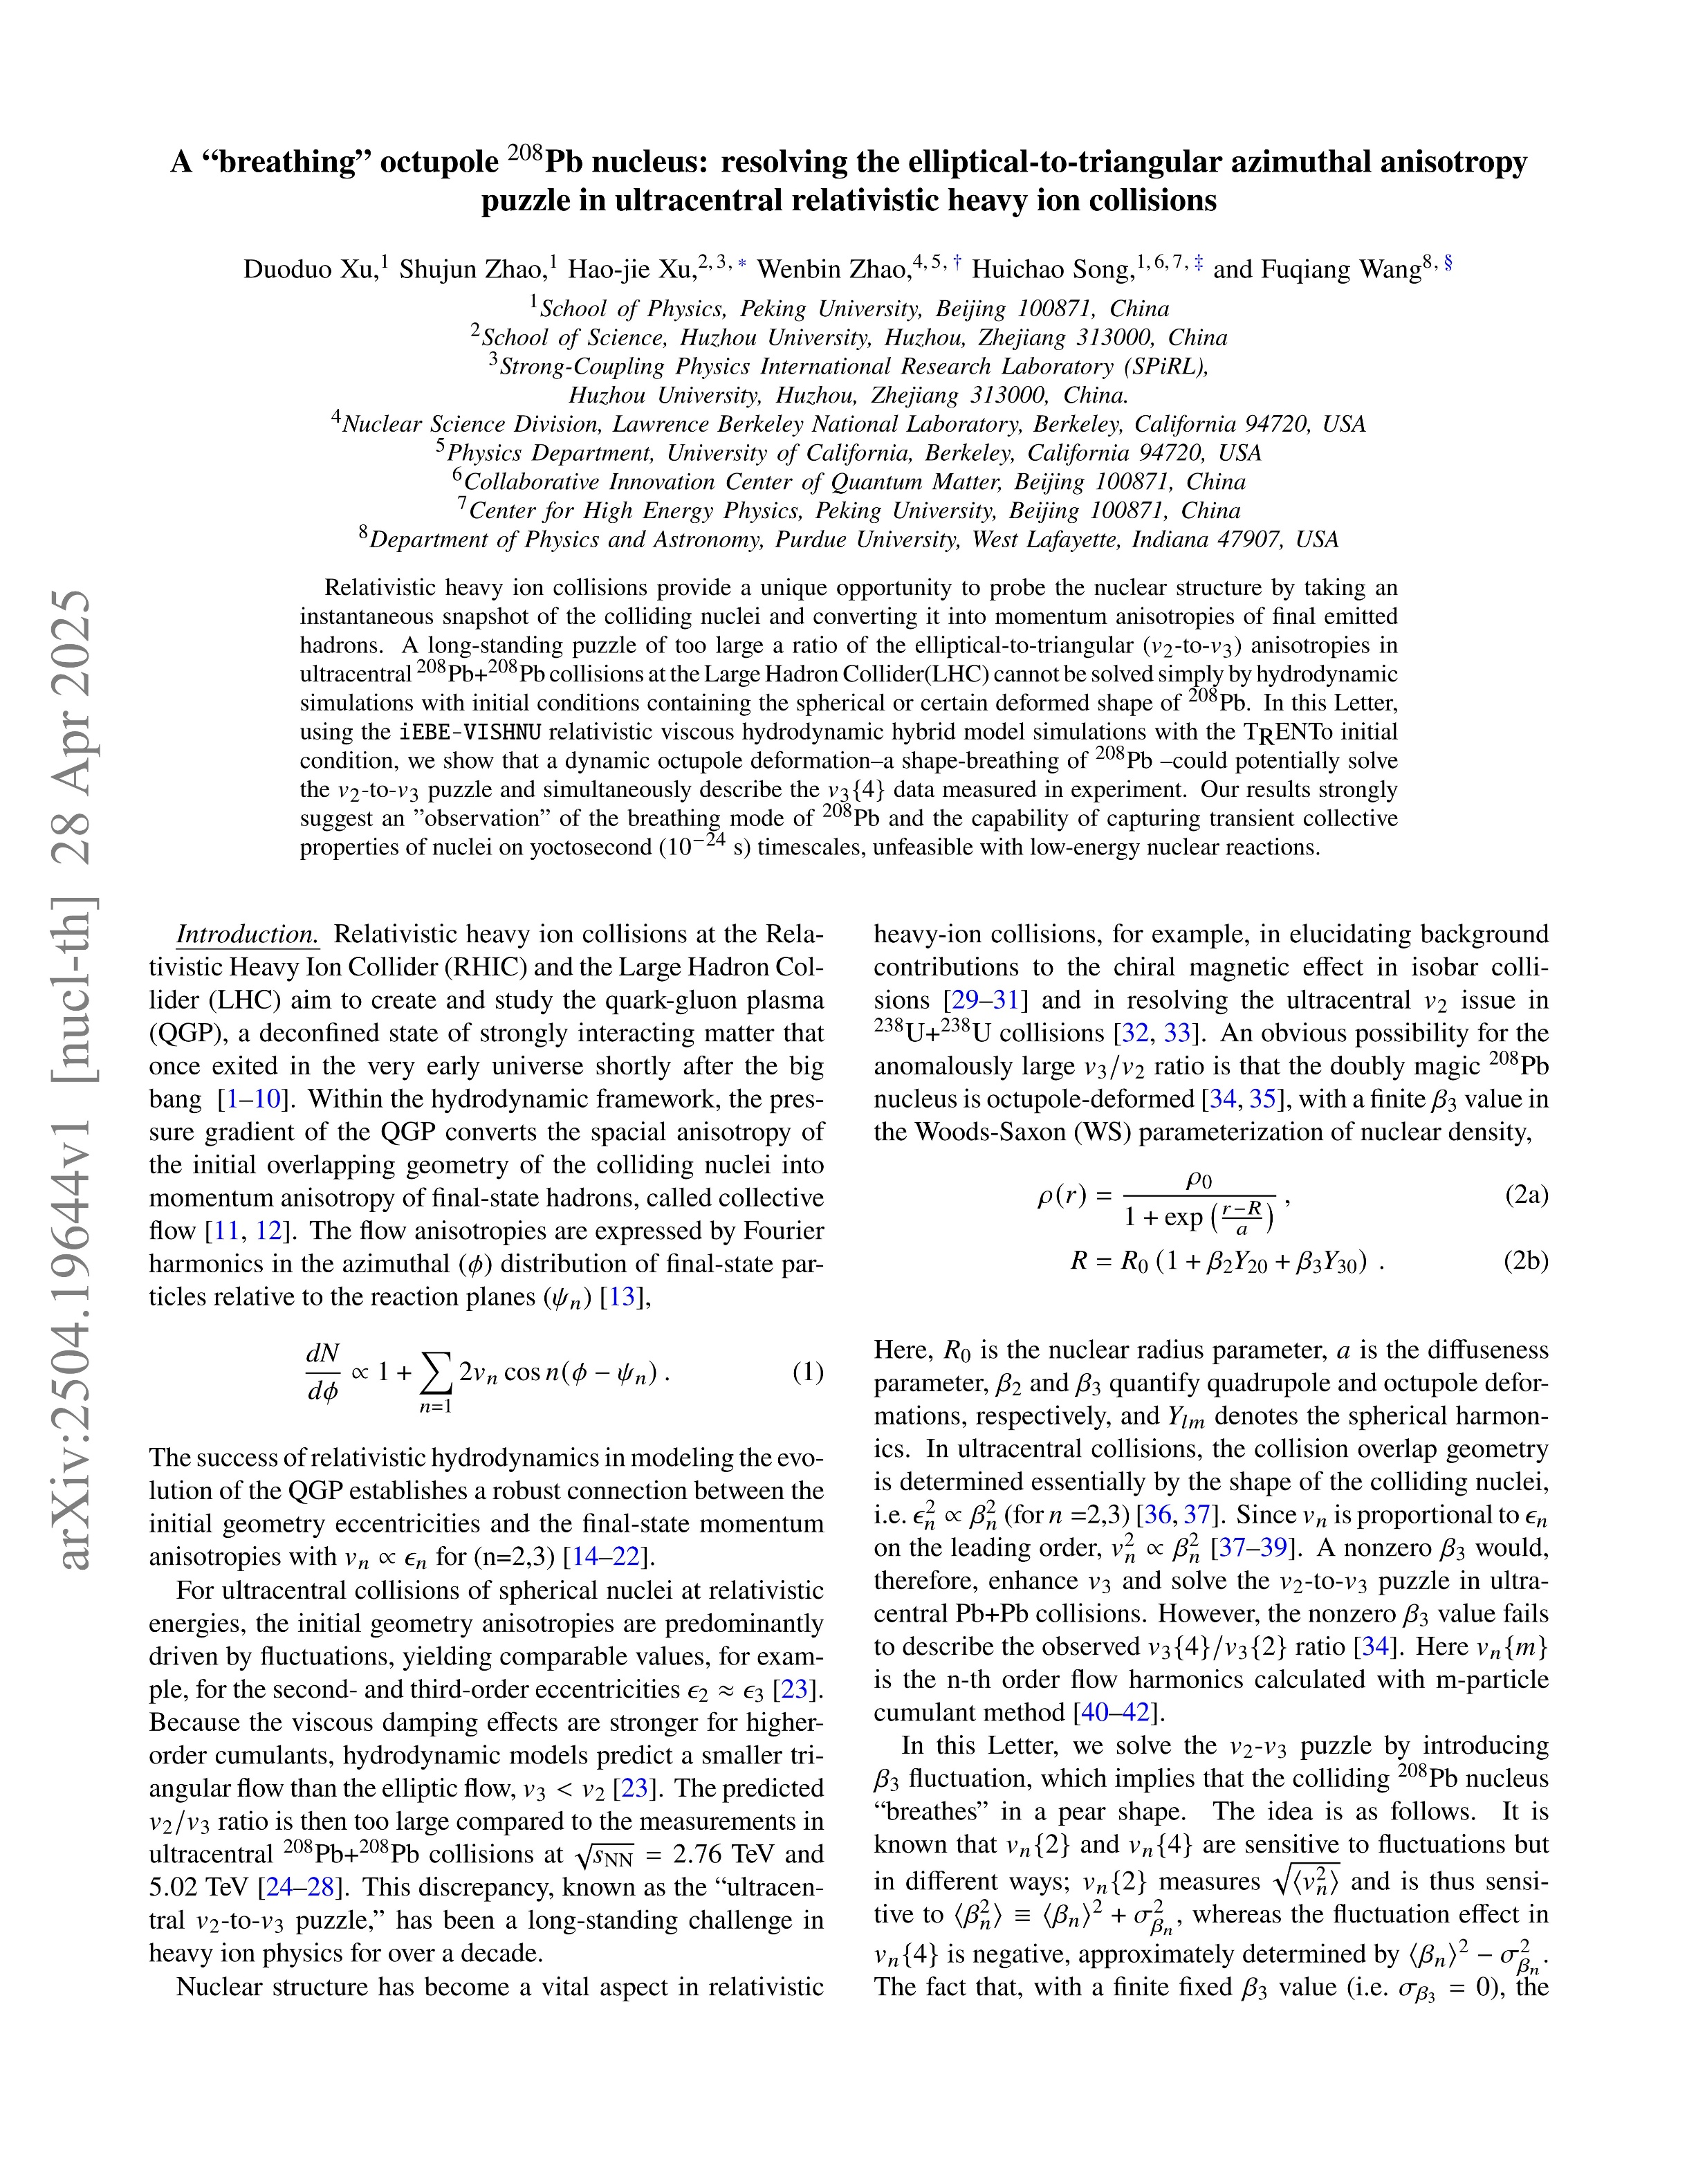 arXiv:2504.19644v1 [nucl-th] 28 Apr 2025
A “breathing” octupole ²⁰⁸Pb nucleus: resolving the elliptical-to-triangular azimuthal anisotropy
puzzle in ultracentral relativistic heavy ion collisions
Duoduo Xu,¹ Shujun Zhao,¹ Hao-jie Xu,²,³,* Wenbin Zhao,⁴,⁵,† Huichao Song,¹,⁶,⁷,‡ and Fuqiang Wang⁸,§
¹School of Physics, Peking University, Beijing 100871, China
²School of Science, Huzhou University, Huzhou, Zhejiang 313000, China
³Strong-Coupling Physics International Research Laboratory (SPiRL),
Huzhou University, Huzhou, Zhejiang 313000, China.
⁴Nuclear Science Division, Lawrence Berkeley National Laboratory, Berkeley, California 94720, USA
⁵Physics Department, University of California, Berkeley, California 94720, USA
⁶Collaborative Innovation Center of Quantum Matter, Beijing 100871, China
⁷Center for High Energy Physics, Peking University, Beijing 100871, China
⁸Department of Physics and Astronomy, Purdue University, West Lafayette, Indiana 47907, USA
Relativistic heavy ion collisions provide a unique opportunity to probe the nuclear structure by taking an
instantaneous snapshot of the colliding nuclei and converting it into momentum anisotropies of final emitted
hadrons. A long-standing puzzle of too large a ratio of the elliptical-to-triangular (v₂-to-v₃) anisotropies in
ultracentral ²⁰⁸Pb+²⁰⁸Pb collisions at the Large Hadron Collider(LHC) cannot be solved simply by hydrodynamic
simulations with initial conditions containing the spherical or certain deformed shape of ²⁰⁸Pb. In this Letter,
using the iEBE-VISHNU relativistic viscous hydrodynamic hybrid model simulations with the TRENTo initial
condition, we show that a dynamic octupole deformation–a shape-breathing of ²⁰⁸Pb –could potentially solve
the v₂-to-v₃ puzzle and simultaneously describe the v₃{4} data measured in experiment. Our results strongly
suggest an ”observation” of the breathing mode of ²⁰⁸Pb and the capability of capturing transient collective
properties of nuclei on yoctosecond (10⁻²⁴ s) timescales, unfeasible with low-energy nuclear reactions.
Introduction. Relativistic heavy ion collisions at the Rela-
tivistic Heavy Ion Collider (RHIC) and the Large Hadron Col-
lider (LHC) aim to create and study the quark-gluon plasma
(QGP), a deconfined state of strongly interacting matter that
once exited in the very early universe shortly after the big
bang [1–10]. Within the hydrodynamic framework, the pres-
sure gradient of the QGP converts the spacial anisotropy of
the initial overlapping geometry of the colliding nuclei into
momentum anisotropy of final-state hadrons, called collective
flow [11, 12]. The flow anisotropies are expressed by Fourier
harmonics in the azimuthal (ϕ) distribution of final-state par-
ticles relative to the reaction planes (ψₙ) [13],
dN/dϕ ∝ 1 + ∑_{n=1} 2vₙ cos n(ϕ − ψₙ) . (1)
The success of relativistic hydrodynamics in modeling the evo-
lution of the QGP establishes a robust connection between the
initial geometry eccentricities and the final-state momentum
anisotropies with vₙ ∝ ϵₙ for (n=2,3) [14–22].
For ultracentral collisions of spherical nuclei at relativistic
energies, the initial geometry anisotropies are predominantly
driven by fluctuations, yielding comparable values, for exam-
ple, for the second- and third-order eccentricities ϵ₂ ≈ ϵ₃ [23].
Because the viscous damping effects are stronger for higher-
order cumulants, hydrodynamic models predict a smaller tri-
angular flow than the elliptic flow, v₃ < v₂ [23]. The predicted
v₂/v₃ ratio is then too large compared to the measurements in
ultracentral ²⁰⁸Pb+²⁰⁸Pb collisions at √s_NN = 2.76 TeV and
5.02 TeV [24–28]. This discrepancy, known as the “ultracen-
tral v₂-to-v₃ puzzle,” has been a long-standing challenge in
heavy ion physics for over a decade.
Nuclear structure has become a vital aspect in relativistic
heavy-ion collisions, for example, in elucidating background
contributions to the chiral magnetic effect in isobar colli-
sions [29–31] and in resolving the ultracentral v₂ issue in
²³⁸U+²³⁸U collisions [32, 33]. An obvious possibility for the
anomalously large v₃/v₂ ratio is that the doubly magic ²⁰⁸Pb
nucleus is octupole-deformed [34, 35], with a finite β₃ value in
the Woods-Saxon (WS) parameterization of nuclear density,
ρ(r) = ρ₀ / (1 + exp((r−R)/a)) , (2a)
R = R₀ (1 + β₂Y₂₀ + β₃Y₃₀) . (2b)
Here, R₀ is the nuclear radius parameter, a is the diffuseness
parameter, β₂ and β₃ quantify quadrupole and octupole defor-
mations, respectively, and Yₗₘ denotes the spherical harmon-
ics. In ultracentral collisions, the collision overlap geometry
is determined essentially by the shape of the colliding nuclei,
i.e. ϵₙ² ∝ βₙ² (for n =2,3) [36, 37]. Since vₙ is proportional to ϵₙ
on the leading order, vₙ² ∝ βₙ² [37–39]. A nonzero β₃ would,
therefore, enhance v₃ and solve the v₂-to-v₃ puzzle in ultra-
central Pb+Pb collisions. However, the nonzero β₃ value fails
to describe the observed v₃{4}/v₃{2} ratio [34]. Here vₙ{m}
is the n-th order flow harmonics calculated with m-particle
cumulant method [40–42].
In this Letter, we solve the v₂-v₃ puzzle by introducing
β₃ fluctuation, which implies that the colliding ²⁰⁸Pb nucleus
“breathes” in a pear shape. The idea is as follows. It is
known that vₙ{2} and vₙ{4} are sensitive to fluctuations but
in different ways; vₙ{2} measures √⟨vₙ²⟩ and is thus sensi-
tive to ⟨βₙ²⟩ ≡ ⟨βₙ⟩² + σ²_βₙ, whereas the fluctuation effect in
vₙ{4} is negative, approximately determined by ⟨βₙ⟩² − σ²_βₙ.
The fact that, with a finite fixed β₃ value (i.e. σ_β₃ = 0), the